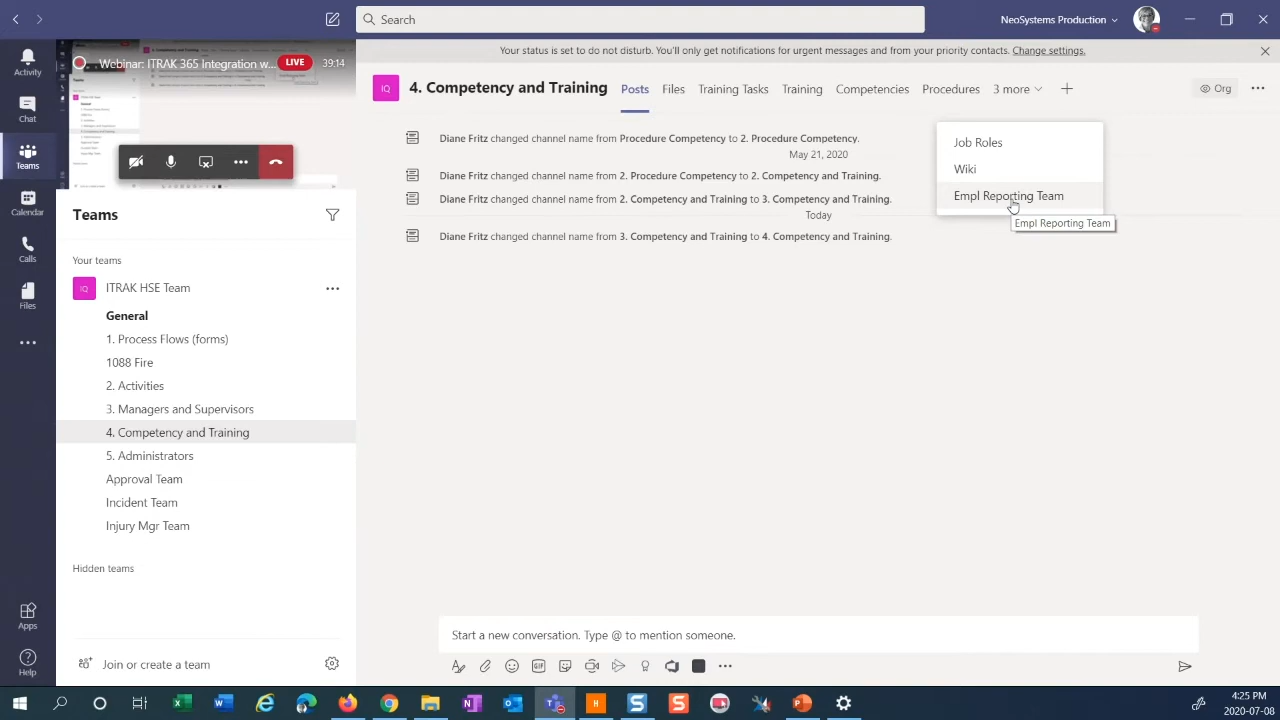 Search
NeoSystems Production
Your status is set to do not disturb. You'll only get notifications for urgent messages and from your priority contacts. Change settings.
Webinar: ITRAK 365 Integration w...
LIVE
39:14
Activity
Chat
Teams
Calendar
Calls
Files
Apps
Help
IQ
4. Competency and Training
Posts
Files
Training Tasks
Training
Competencies
3 more
Roles
Empl Reporting Team
Empl Reporting Team
Diane Fritz changed channel name from Procedure Competency to 2. Procedure Competency.
May 21, 2020
Diane Fritz changed channel name from 2. Procedure Competency to 2. Competency and Training.
Diane Fritz changed channel name from 2. Competency and Training to 3. Competency and Training.
Today
Diane Fritz changed channel name from 3. Competency and Training to 4. Competency and Training.
Teams
Your teams
IQ
ITRAK HSE Team
General
1. Process Flows (forms)
1088 Fire
2. Activities
3. Managers and Supervisors
4. Competency and Training
5. Administrators
Approval Team
Incident Team
Injury Mgr Team
Hidden teams
Join or create a team
Start a new conversation. Type @ to mention someone.
GIF
4:25 PM
2020-07-08